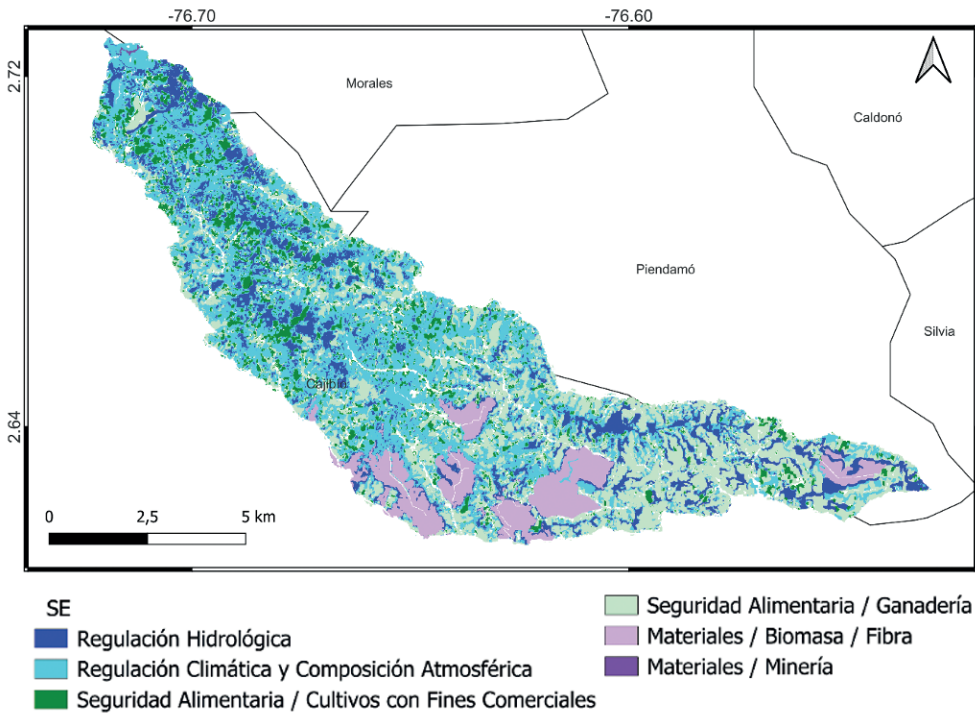 -76.70
-76.60
2.72
Morales
Caldonó
Piendamó
Silvia
Cajibío
2.64
0
2,5
5 km
SE
Regulación Hidrológica
Regulación Climática y Composición Atmosférica
Seguridad Alimentaria / Cultivos con Fines Comerciales
Seguridad Alimentaria / Ganadería
Materiales / Biomasa / Fibra
Materiales / Minería